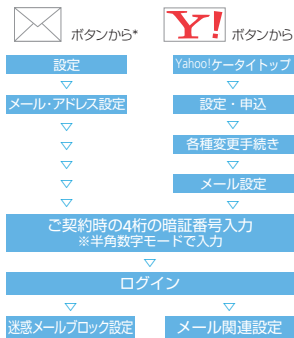 ボタンから*
Y! ボタンから
設定
Yahoo!ケータイトップ
メール・アドレス設定
設定・申込
各種変更手続き
メール設定
ご契約時の4桁の暗証番号入力
※半角数字モードで入力
ログイン
迷惑メールブロック設定
メール関連設定